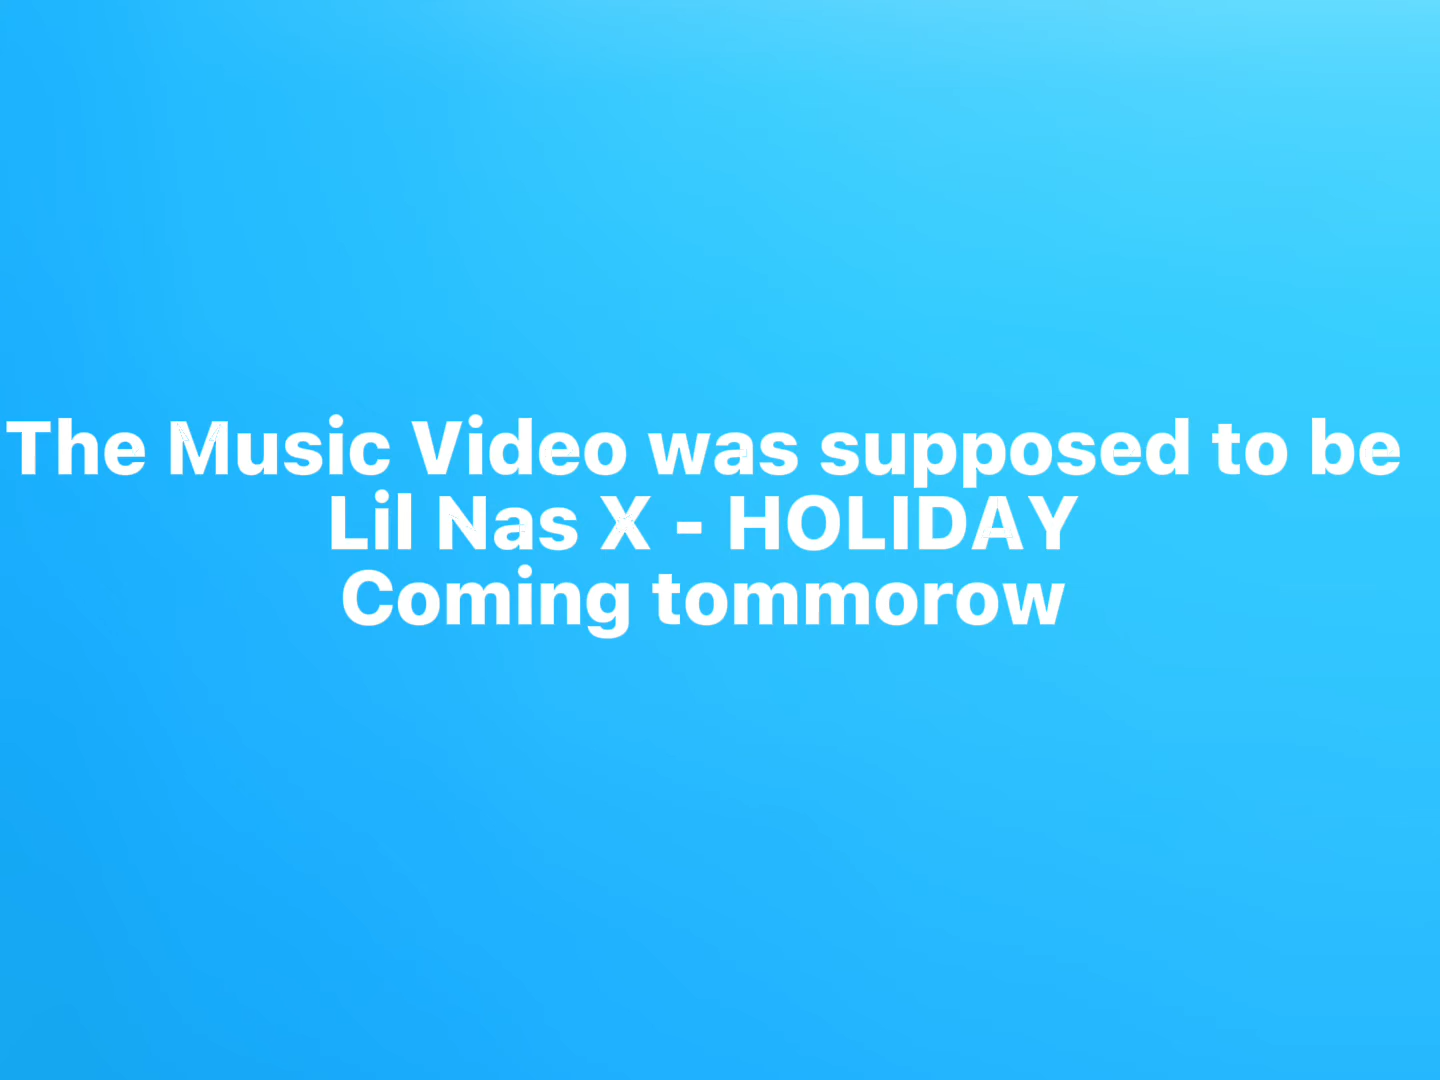 The Music Video was supposed to be
Lil Nas X - HOLIDAY
Coming tommorow